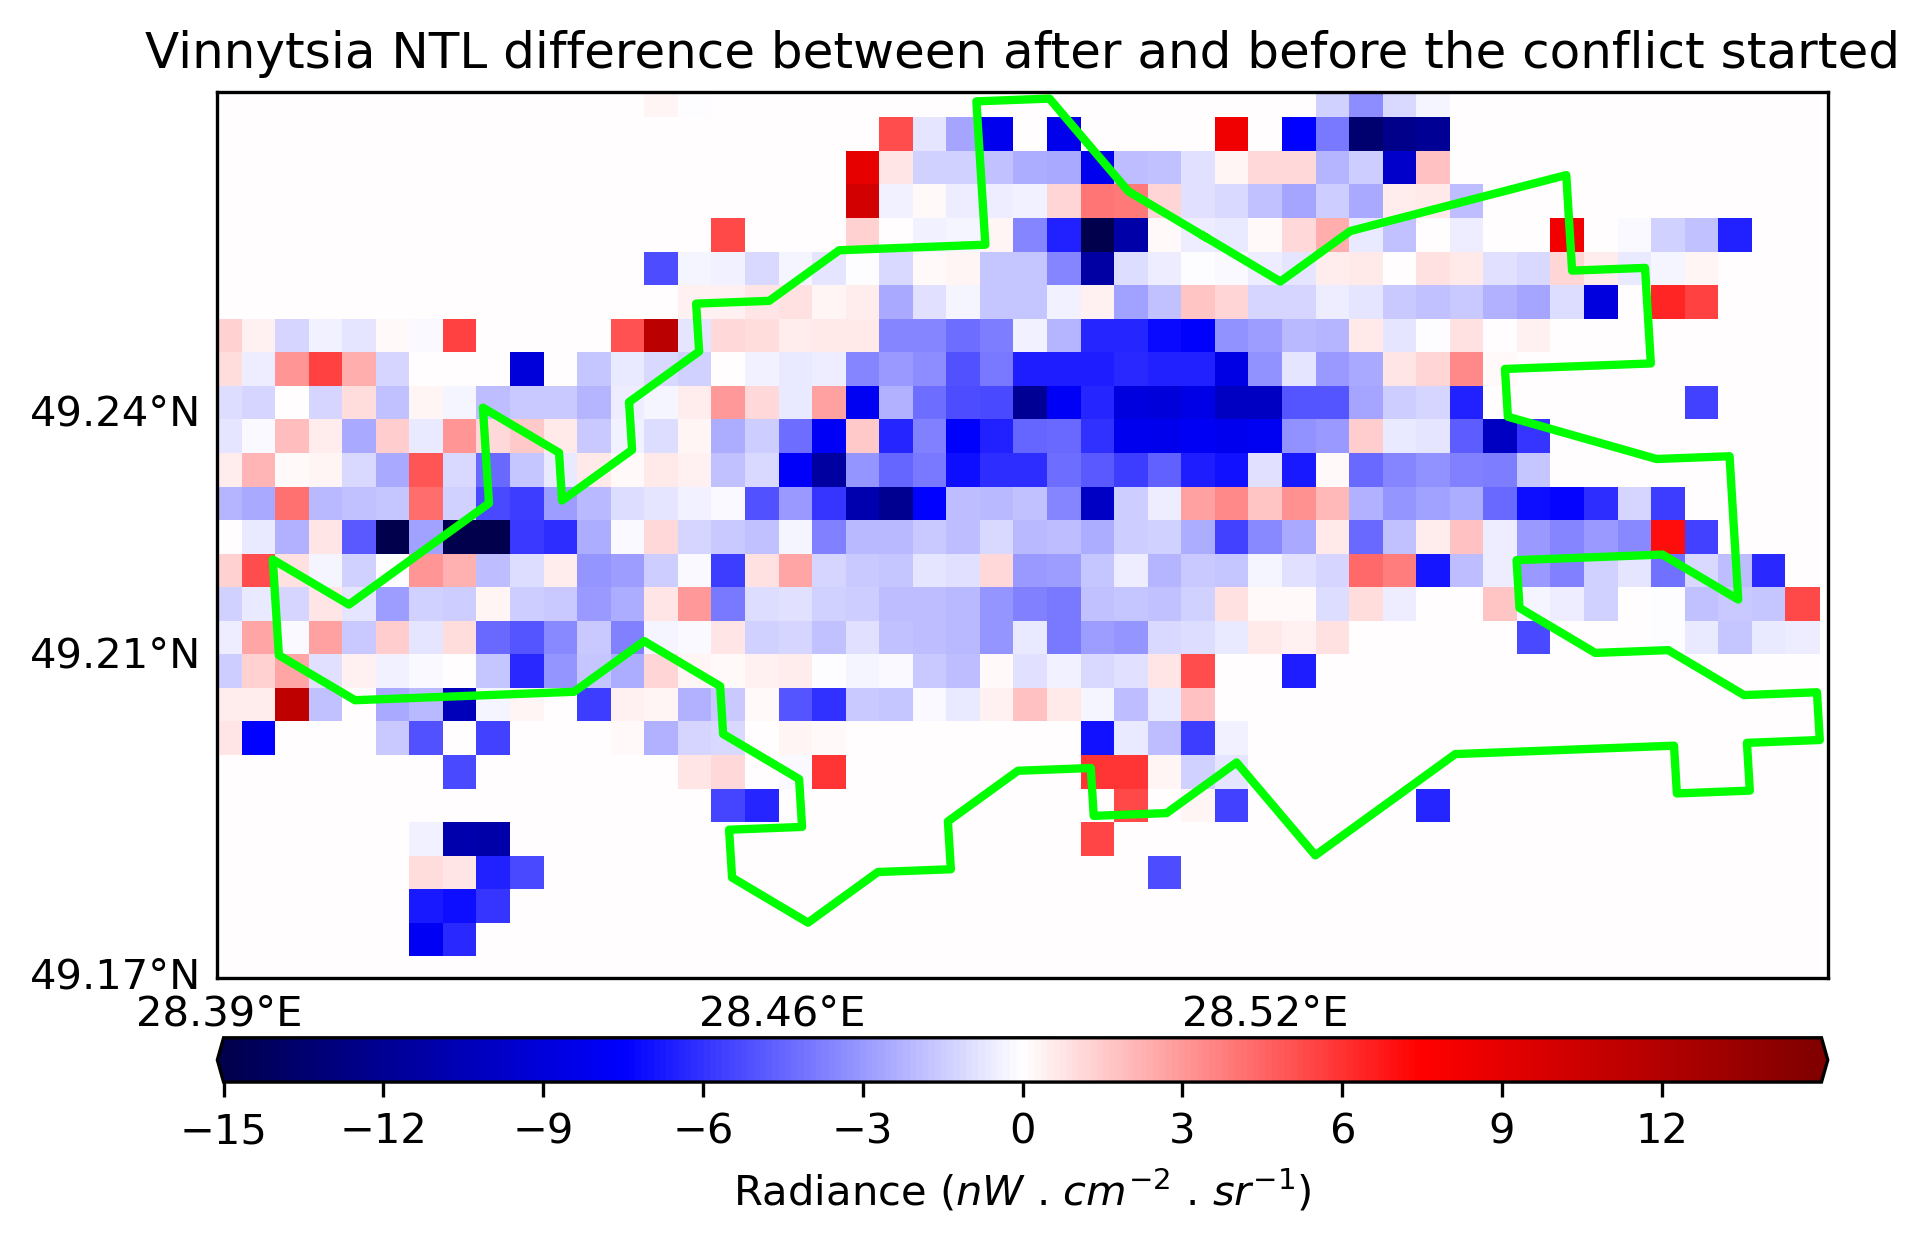 Vinnytsia NTL difference between after and before the conflict started
49.24°N
49.21°N
49.17°N
28.39°E 28.46°E 28.52°E
−15 −12 −9 −6 −3 0 3 6 9 12
Radiance (nW . cm⁻² . sr⁻¹)